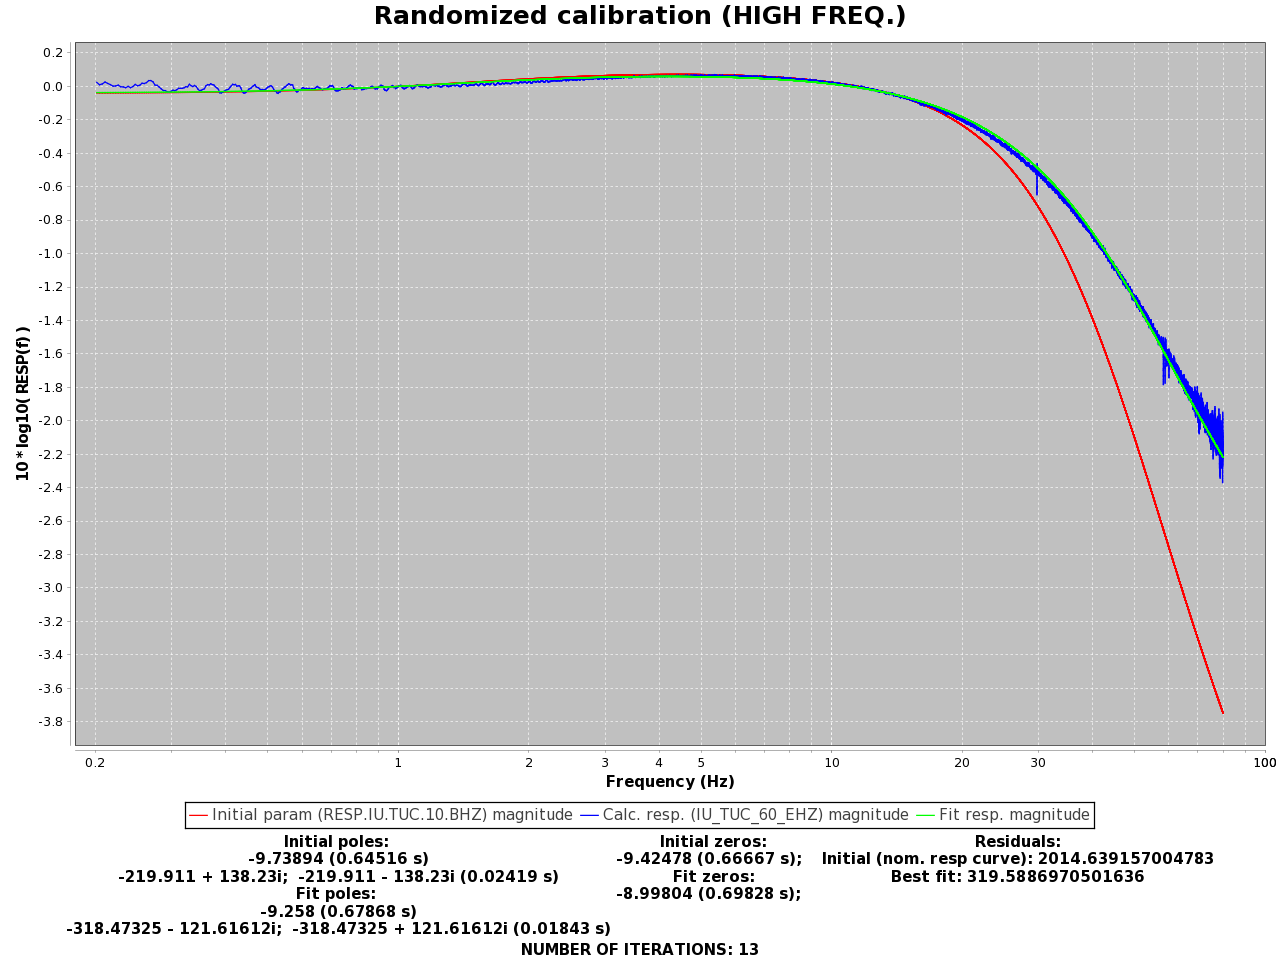 Randomized calibration (HIGH FREQ.)
10 * log10( RESP(f) )
0.2
0.0
-0.2
-0.4
-0.6
-0.8
-1.0
-1.2
-1.4
-1.6
-1.8
-2.0
-2.2
-2.4
-2.6
-2.8
-3.0
-3.2
-3.4
-3.6
-3.8
0.2 1 2 3 4 5 10 20 30 100
Frequency (Hz)
Initial param (RESP.IU.TUC.10.BHZ) magnitude Calc. resp. (IU_TUC_60_EHZ) magnitude Fit resp. magnitude
Initial poles:
-9.73894 (0.64516 s)
-219.911 + 138.23i; -219.911 - 138.23i (0.02419 s)
Fit poles:
-9.258 (0.67868 s)
-318.47325 - 121.61612i; -318.47325 + 121.61612i (0.01843 s)
Initial zeros:
-9.42478 (0.66667 s);
Fit zeros:
-8.99804 (0.69828 s);
Residuals:
Initial (nom. resp curve): 2014.639157004783
Best fit: 319.5886970501636
NUMBER OF ITERATIONS: 13